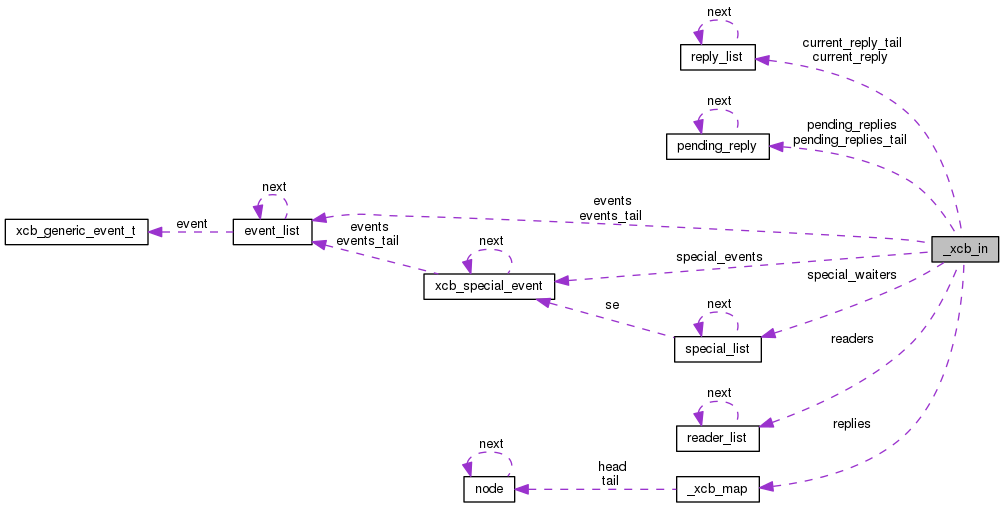 next
reply_list
current_reply_tail
current_reply
next
pending_reply
pending_replies
pending_replies_tail
next
xcb_generic_event_t
event
event_list
events
events_tail
events
events_tail
_xcb_in
next
xcb_special_event
special_events
special_waiters
se
next
special_list
readers
next
reader_list
replies
next
node
head
tail
_xcb_map